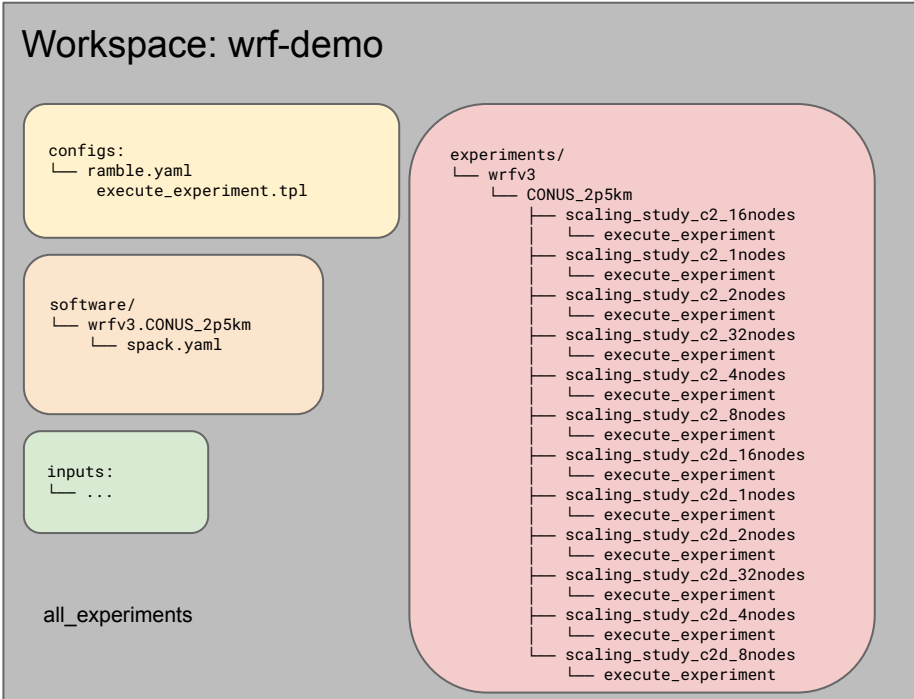 Workspace: wrf-demo
configs:
└── ramble.yaml
execute_experiment.tpl
software/
└── wrfv3.CONUS_2p5km
└── spack.yaml
inputs:
└── ...
all_experiments
experiments/
└── wrfv3
└── CONUS_2p5km
├── scaling_study_c2_16nodes
│ └── execute_experiment
├── scaling_study_c2_1nodes
│ └── execute_experiment
├── scaling_study_c2_2nodes
│ └── execute_experiment
├── scaling_study_c2_32nodes
│ └── execute_experiment
├── scaling_study_c2_4nodes
│ └── execute_experiment
├── scaling_study_c2_8nodes
│ └── execute_experiment
├── scaling_study_c2d_16nodes
│ └── execute_experiment
├── scaling_study_c2d_1nodes
│ └── execute_experiment
├── scaling_study_c2d_2nodes
│ └── execute_experiment
├── scaling_study_c2d_32nodes
│ └── execute_experiment
├── scaling_study_c2d_4nodes
│ └── execute_experiment
└── scaling_study_c2d_8nodes
└── execute_experiment